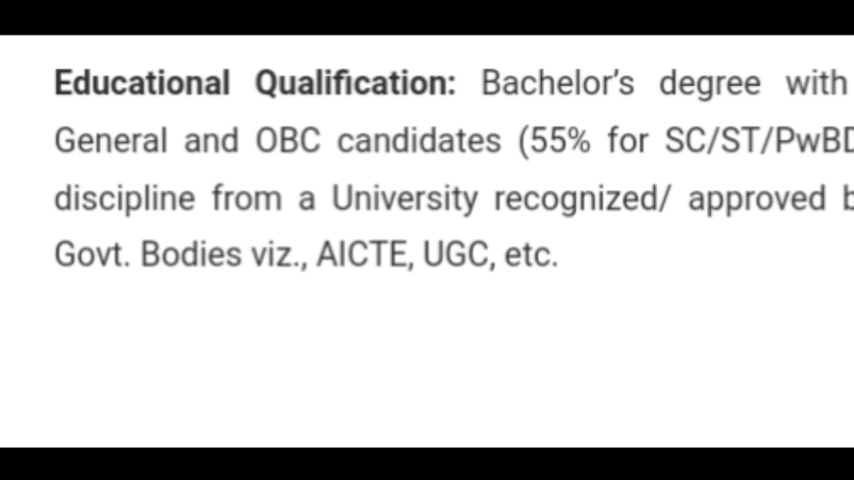 Educational Qualification: Bachelor's degree with
General and OBC candidates (55% for SC/ST/PwBD
discipline from a University recognized/ approved b
Govt. Bodies viz., AICTE, UGC, etc.